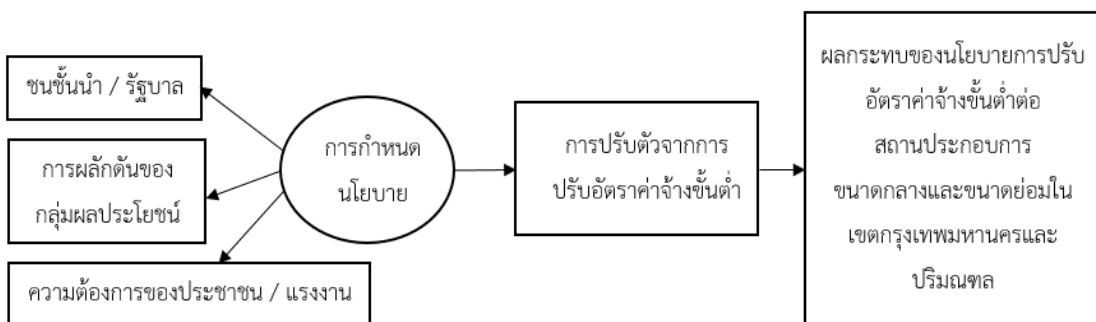 ชนชั้นนำ / รัฐบาล
การผลักดันของ
กลุ่มผลประโยชน์
ความต้องการของประชาชน / แรงงาน
การกำหนด
นโยบาย
การปรับตัวจากการ
ปรับอัตราค่าจ้างขั้นต่ำ
ผลกระทบของนโยบายการปรับ
อัตราค่าจ้างขั้นต่ำต่อ
สถานประกอบการ
ขนาดกลางและขนาดย่อมใน
เขตกรุงเทพมหานครและ
ปริมณฑล